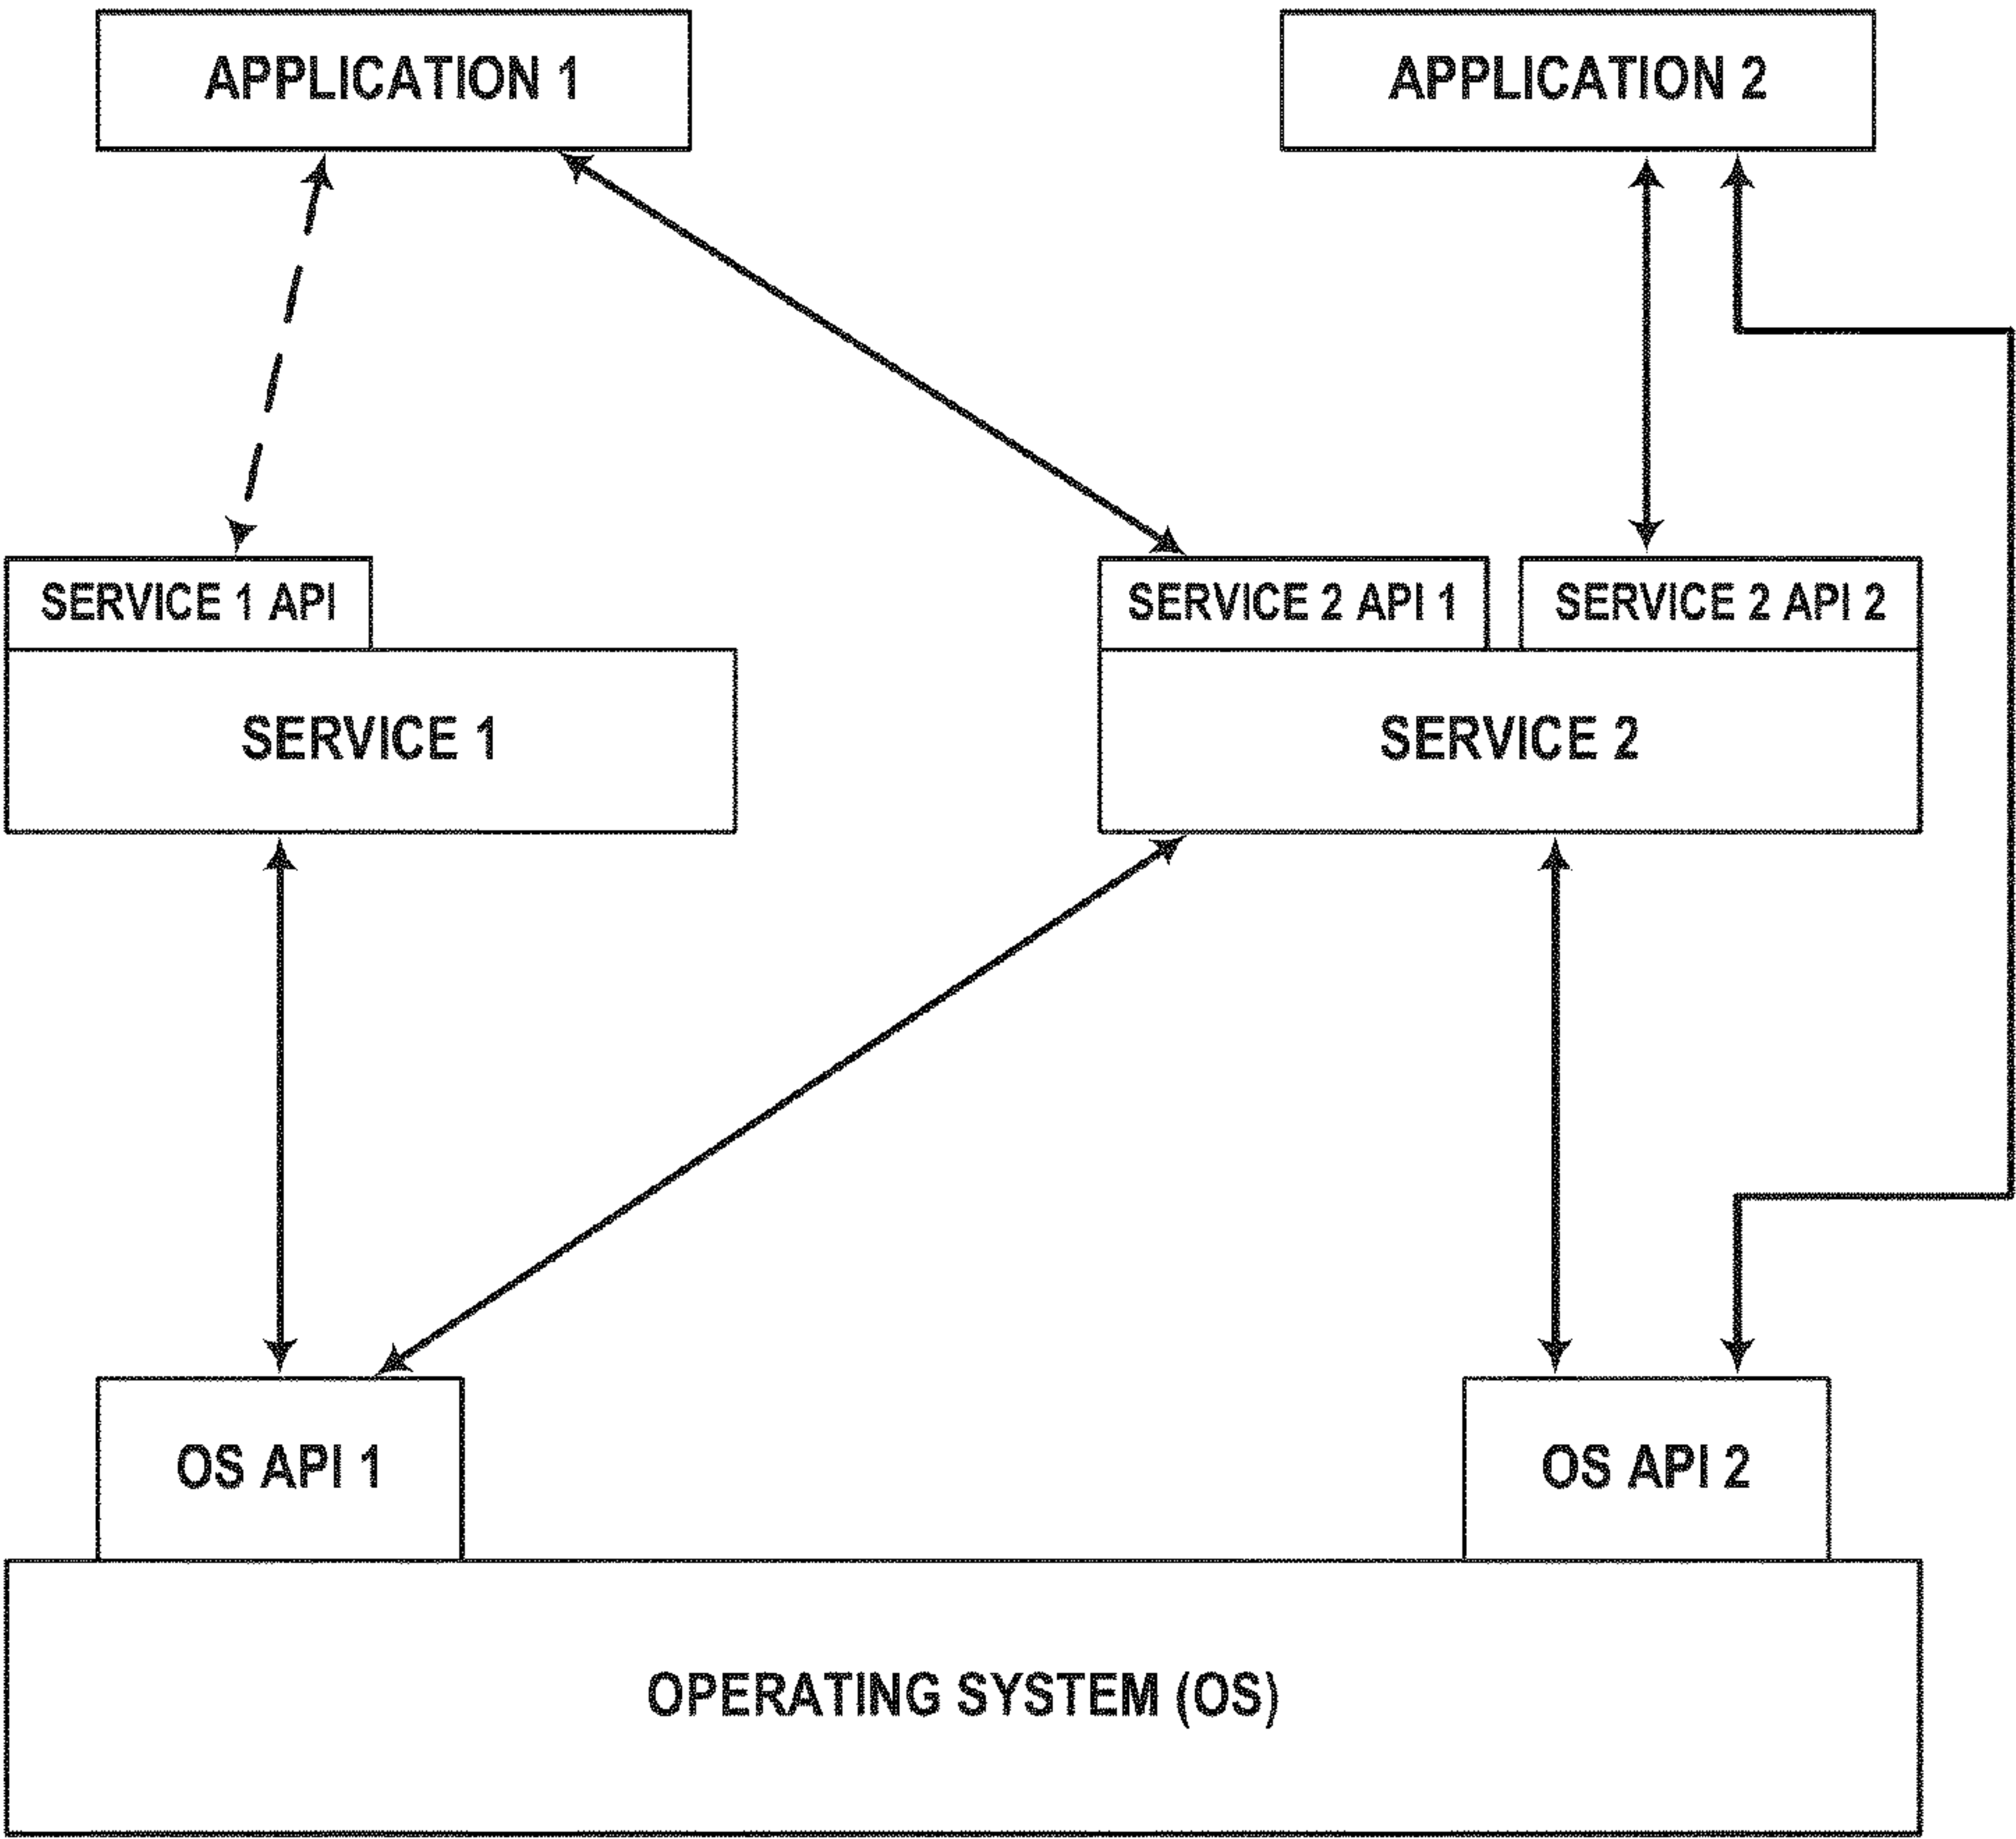 APPLICATION 1
APPLICATION 2
SERVICE 1 API
SERVICE 2 API 1
SERVICE 2 API 2
SERVICE 1
SERVICE 2
OS API 1
OS API 2
OPERATING SYSTEM (OS)